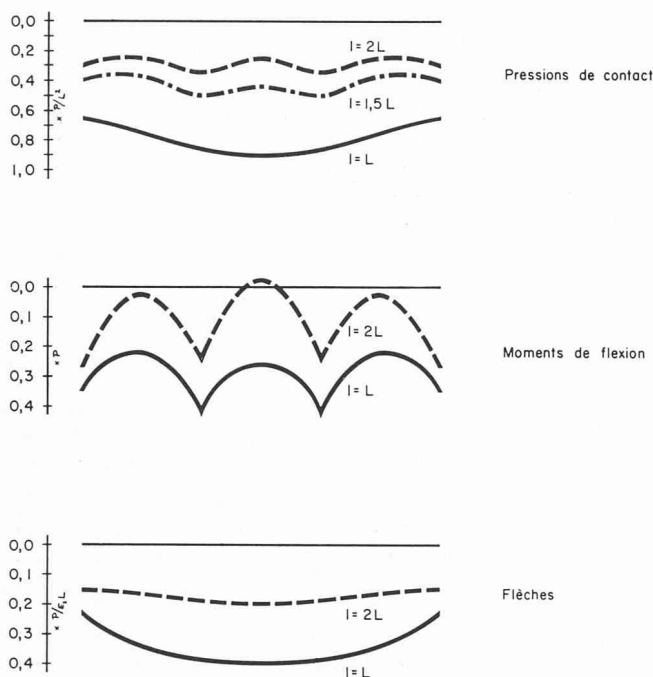 0,0
0,2
l = 2L
0,4
Pressions de contact
× P/L²
0,6
l = 1,5 L
0,8
1,0
l = L
0,0
0,1
l = 2L
0,2
× P
Moments de flexion
0,3
l = L
0,4
0,0
0,1
× P/E,L
0,2
Flèches
l = 2L
0,3
0,4
l = L